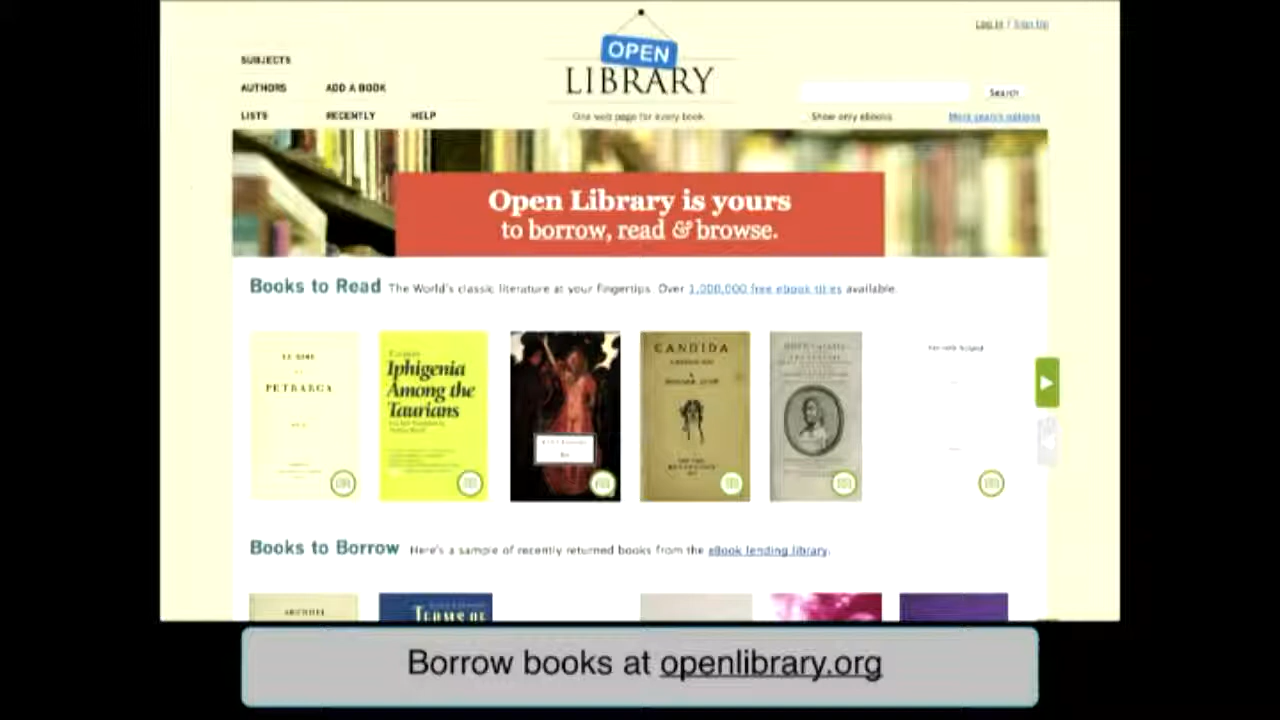 Log in / Sign Up
OPEN
LIBRARY
SUBJECTS
AUTHORS ADD A BOOK
LISTS RECENTLY HELP
Search
One web page for every book.
Show only eBooks
More search options
Open Library is yours
to borrow, read & browse.
Books to Read The World's classic literature at your fingertips. Over 1,000,000 free ebook titles available.
LE RIME
PETRARCA
Iphigenia
Among the
Taurians
CANDIDA
Books to Borrow Here's a sample of recently returned books from the eBook lending library.
TERMS OF
Borrow books at openlibrary.org